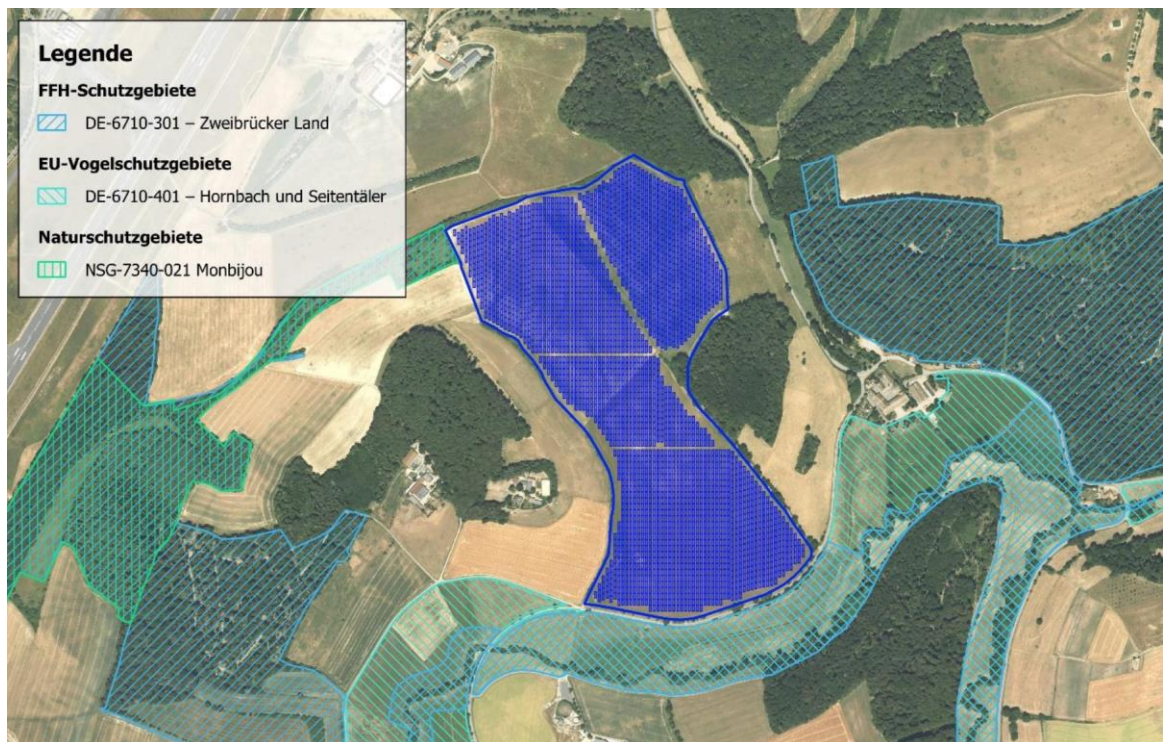 Legende
FFH-Schutzgebiete
DE-6710-301 – Zweibrücker Land
EU-Vogelschutzgebiete
DE-6710-401 – Hornbach und Seitentäler
Naturschutzgebiete
NSG-7340-021 Monbijou